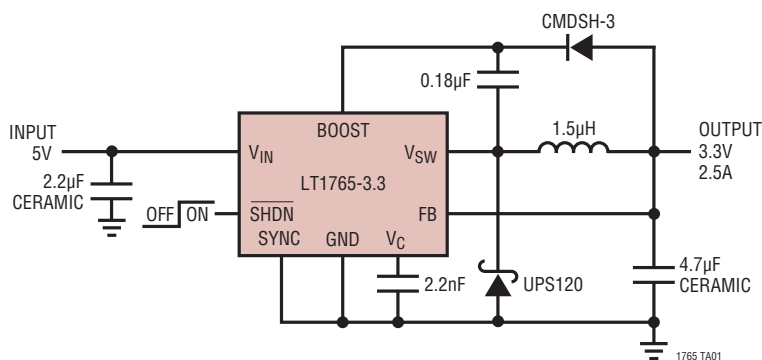 CMDSH-3
0.18µF
INPUT
5V
2.2µF
CERAMIC
OFF ON
BOOST
V_IN
V_SW
LT1765-3.3
SHDN
FB
SYNC
GND
V_C
1.5µH
OUTPUT
3.3V
2.5A
2.2nF
UPS120
4.7µF
CERAMIC
1765 TA01